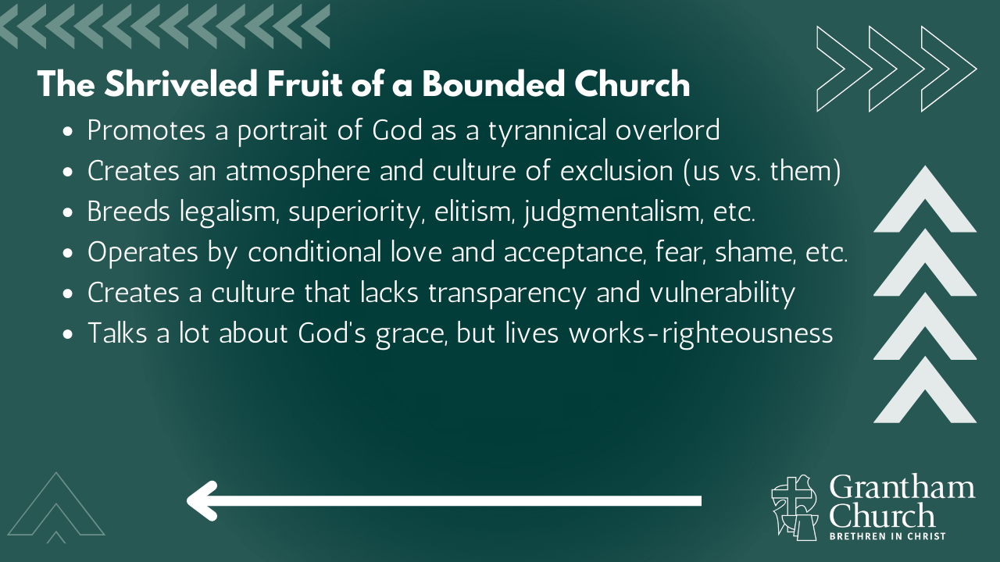 The Shriveled Fruit of a Bounded Church
• Promotes a portrait of God as a tyrannical overlord
• Creates an atmosphere and culture of exclusion (us vs. them)
• Breeds legalism, superiority, elitism, judgmentalism, etc.
• Operates by conditional love and acceptance, fear, shame, etc.
• Creates a culture that lacks transparency and vulnerability
• Talks a lot about God's grace, but lives works-righteousness
Grantham
Church
BRETHREN IN CHRIST